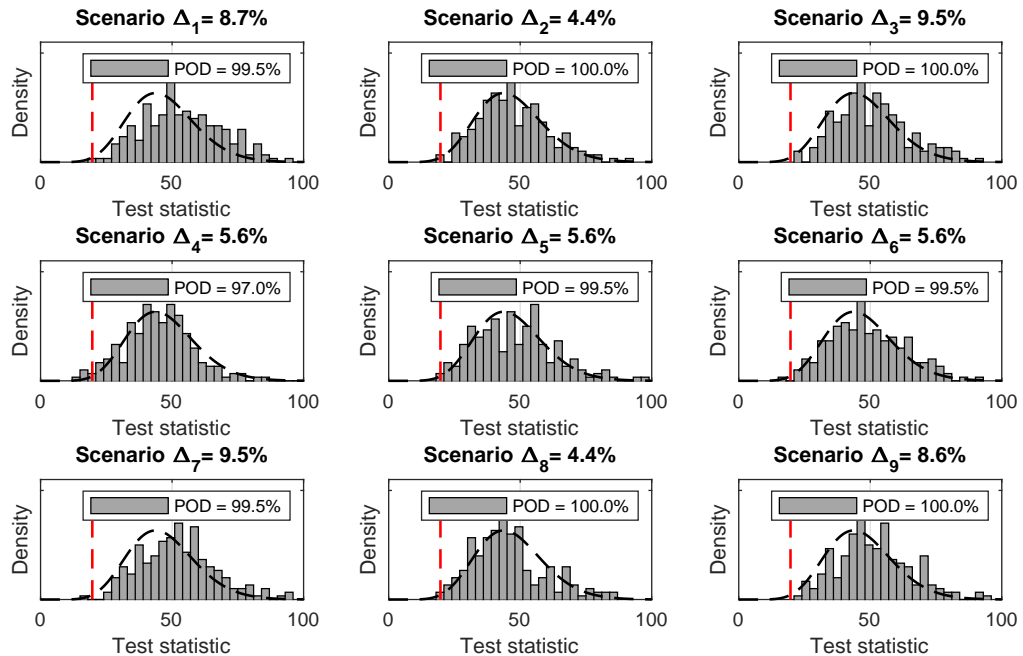 Scenario Δ1= 8.7%
Density
POD = 99.5%
0 50 100
Test statistic
Scenario Δ2= 4.4%
Density
POD = 100.0%
0 50 100
Test statistic
Scenario Δ3= 9.5%
Density
POD = 100.0%
0 50 100
Test statistic
Scenario Δ4= 5.6%
Density
POD = 97.0%
0 50 100
Test statistic
Scenario Δ5= 5.6%
Density
POD = 99.5%
0 50 100
Test statistic
Scenario Δ6= 5.6%
Density
POD = 99.5%
0 50 100
Test statistic
Scenario Δ7= 9.5%
Density
POD = 99.5%
0 50 100
Test statistic
Scenario Δ8= 4.4%
Density
POD = 100.0%
0 50 100
Test statistic
Scenario Δ9= 8.6%
Density
POD = 100.0%
0 50 100
Test statistic